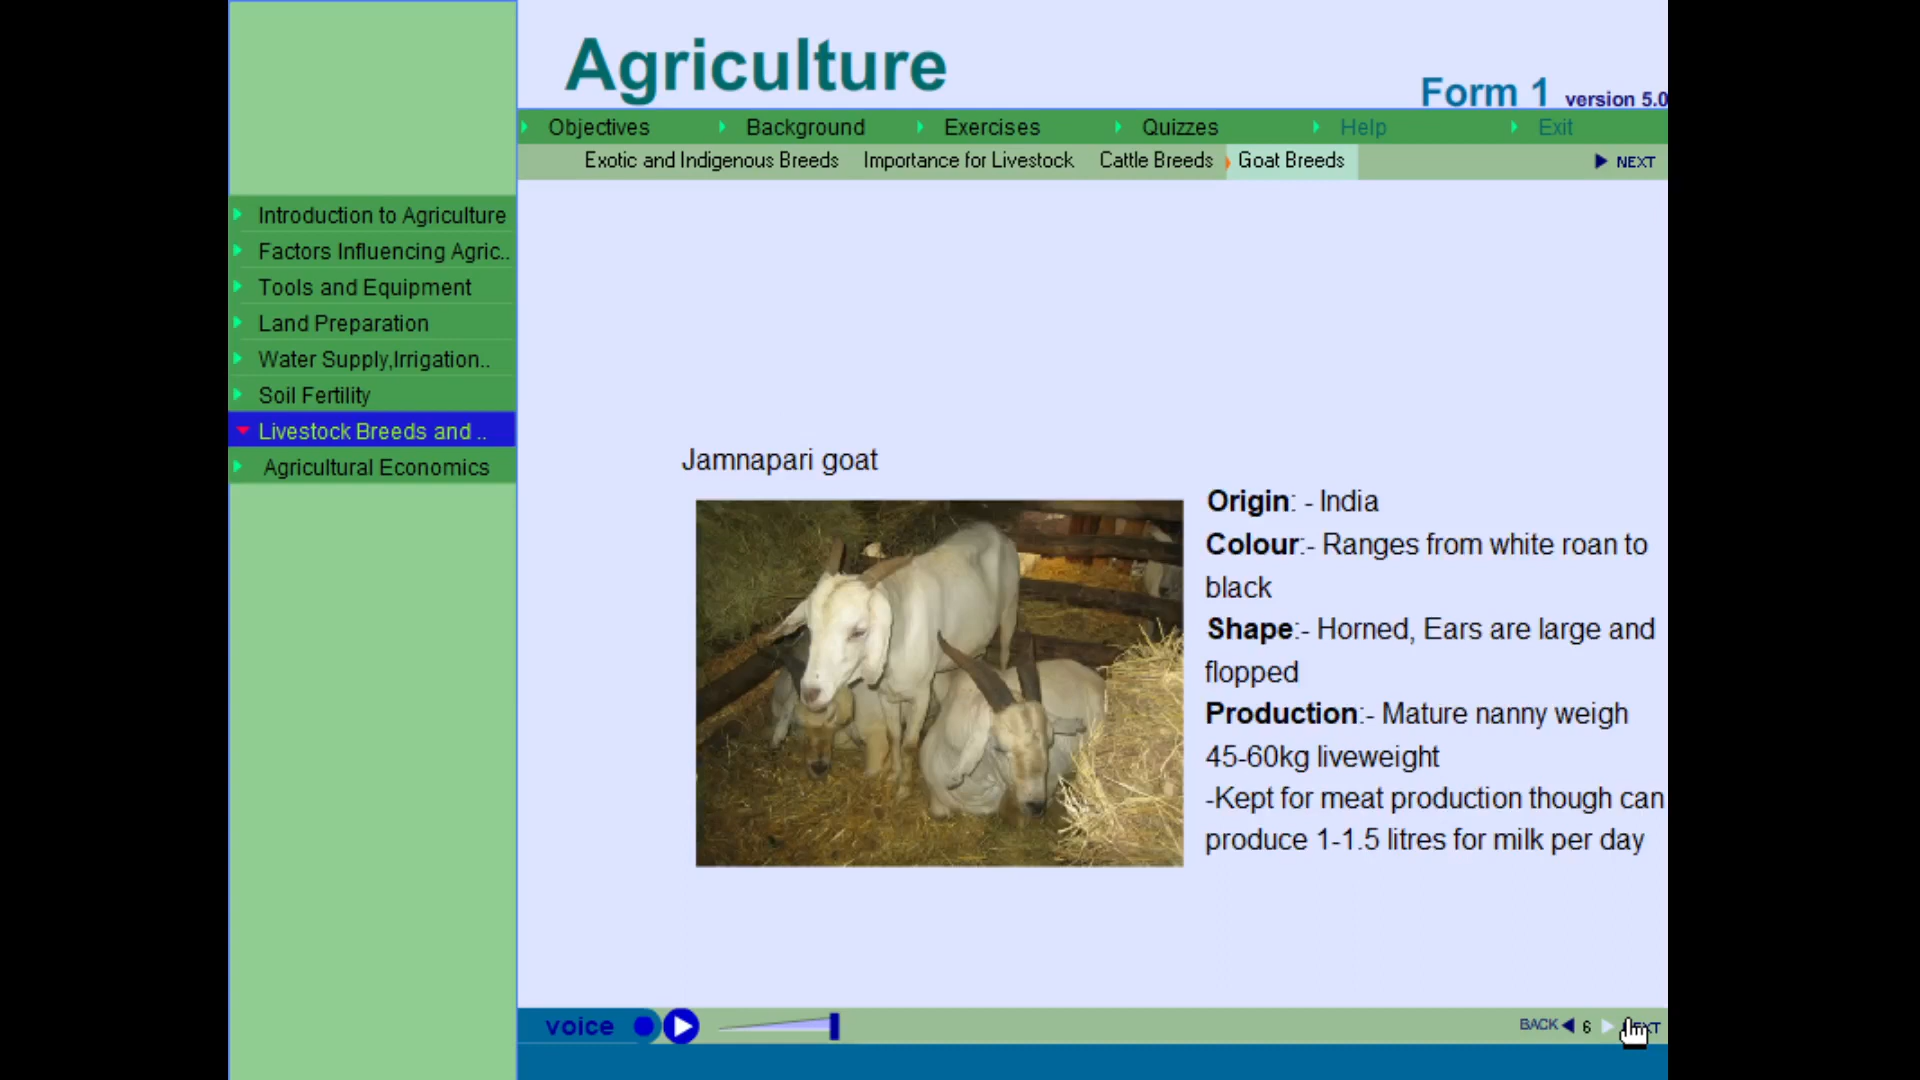 Agriculture
Form 1 version 5.0
Objectives Background Exercises Quizzes Help Exit
Exotic and Indigenous Breeds Importance for Livestock Cattle Breeds Goat Breeds NEXT
Introduction to Agriculture
Factors Influencing Agric..
Tools and Equipment
Land Preparation
Water Supply,Irrigation..
Soil Fertility
Livestock Breeds and ..
Agricultural Economics
Jamnapari goat
Origin: - India
Colour:- Ranges from white roan to
black
Shape:- Horned, Ears are large and
flopped
Production:- Mature nanny weigh
45-60kg liveweight
-Kept for meat production though can
produce 1-1.5 litres for milk per day
voice
BACK 6